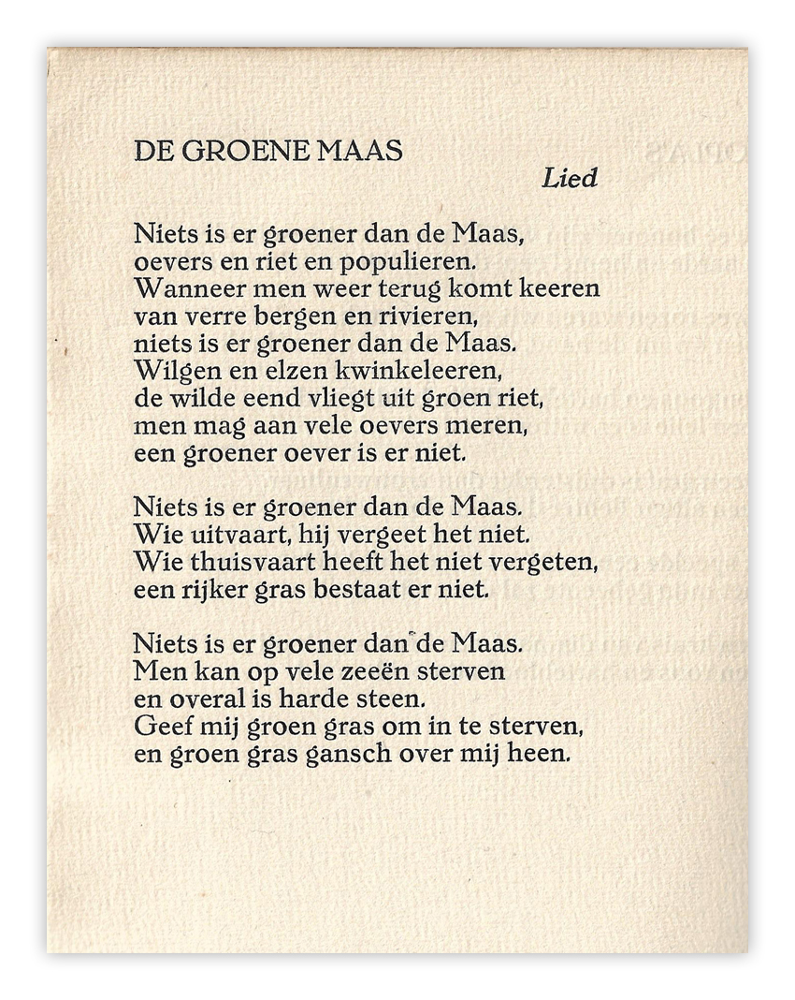 DE GROENE MAAS
Lied
Niets is er groener dan de Maas,
oevers en riet en populieren.
Wanneer men weer terug komt keeren
van verre bergen en rivieren,
niets is er groener dan de Maas.
Wilgen en elzen kwinkeleeren,
de wilde eend vliegt uit groen riet,
men mag aan vele oevers meren,
een groener oever is er niet.
Niets is er groener dan de Maas.
Wie uitvaart, hij vergeet het niet.
Wie thuisvaart heeft het niet vergeten,
een rijker gras bestaat er niet.
Niets is er groener dan de Maas.
Men kan op vele zeeën sterven
en overal is harde steen.
Geef mij groen gras om in te sterven,
en groen gras gansch over mij heen.